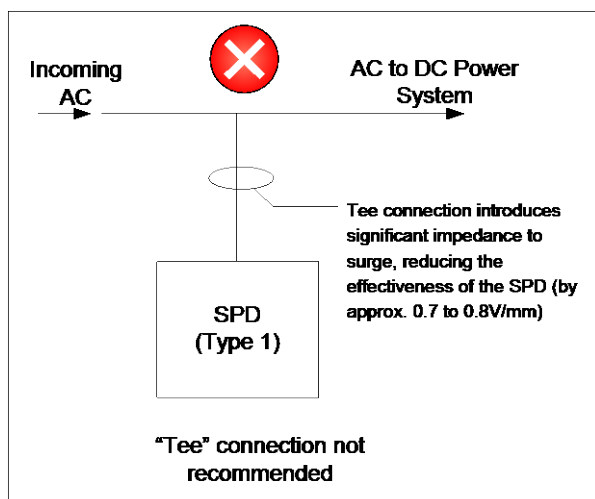 Incoming
AC
AC to DC Power
System
Tee connection introduces
significant impedance to
surge, reducing the
effectiveness of the SPD (by
approx. 0.7 to 0.8V/mm)
SPD
(Type 1)
“Tee” connection not
recommended